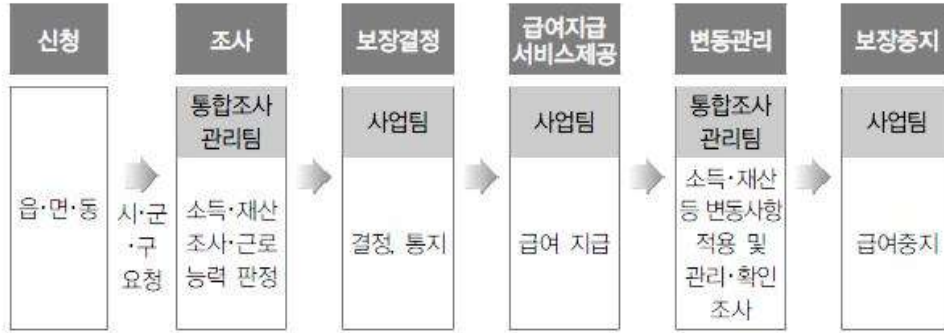 신청
조사
보장결정
급여지급
서비스제공
변동관리
보장중지
읍·면·동
시·군
·구
요청
통합조사
관리팀
소득·재산
조사·근로
능력 판정
사업팀
결정, 통지
사업팀
급여 지급
통합조사
관리팀
소득·재산
등 변동사항
적용 및
관리·확인
조사
사업팀
급여중지